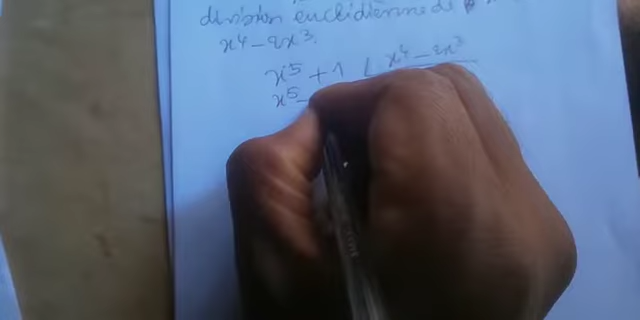 division euclidienne de
x⁴ - 2x³.
x⁵ + 1 | x⁴ - 2x³
x⁵ -